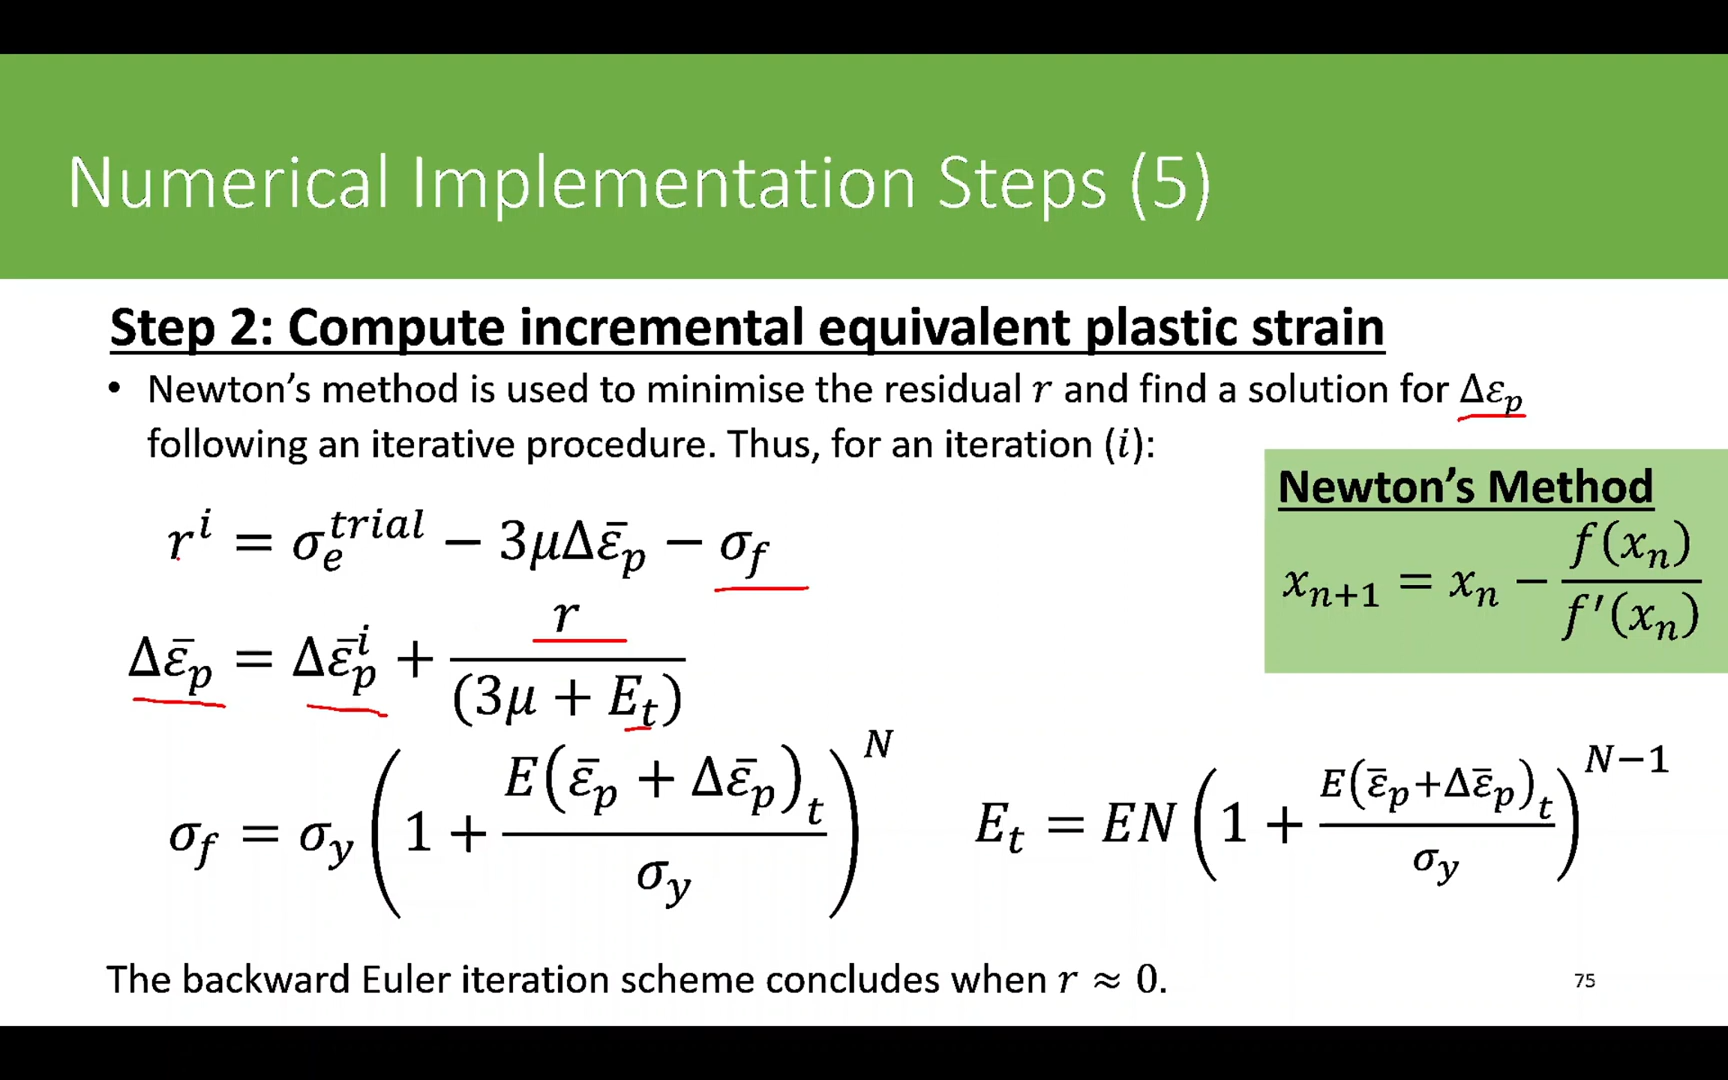 Numerical Implementation Steps (5)
Step 2: Compute incremental equivalent plastic strain
• Newton's method is used to minimise the residual r and find a solution for Δεₚ
following an iterative procedure. Thus, for an iteration (i):
Newton's Method
x_{n+1} = x_n − f(x_n) / f′(x_n)
r^i = σ_e^{trial} − 3μΔε̄_p − σ_f
Δε̄_p = Δε̄_p^i + r / (3μ + E_t)
σ_f = σ_y (1 + E(ε̄_p + Δε̄_p)_t / σ_y)^N
E_t = EN (1 + E(ε̄_p+Δε̄_p)_t / σ_y)^{N−1}
The backward Euler iteration scheme concludes when r ≈ 0.
75